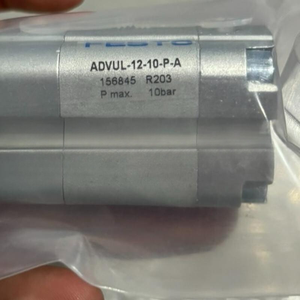 FESTO
ADVUL-12-10-P-A
156845 R203
P max. 10bar